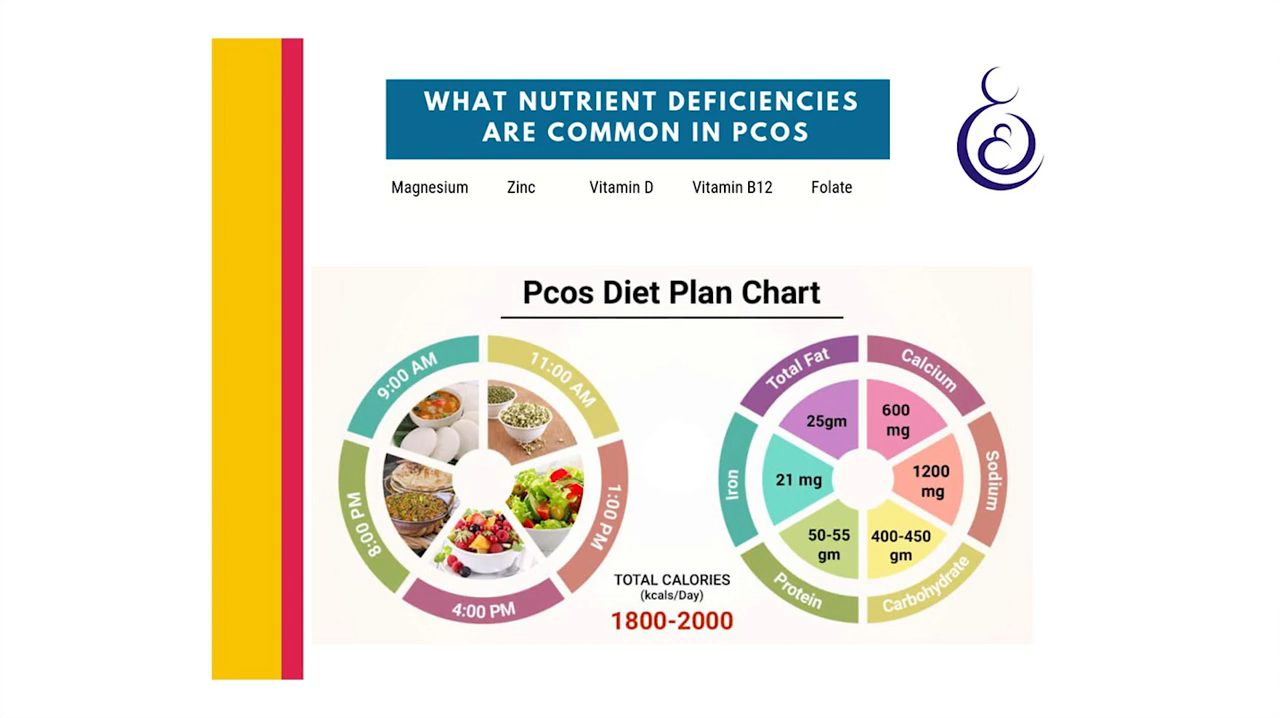 WHAT NUTRIENT DEFICIENCIES
ARE COMMON IN PCOS
Magnesium Zinc Vitamin D Vitamin B12 Folate
Pcos Diet Plan Chart
9:00 AM
11:00 AM
1:00 PM
4:00 PM
8:00 PM
TOTAL CALORIES
(kcals/Day)
1800-2000
Total Fat
25gm
Calcium
600
mg
Sodium
1200
mg
Carbohydrate
400-450
gm
Protein
50-55
gm
Iron
21 mg